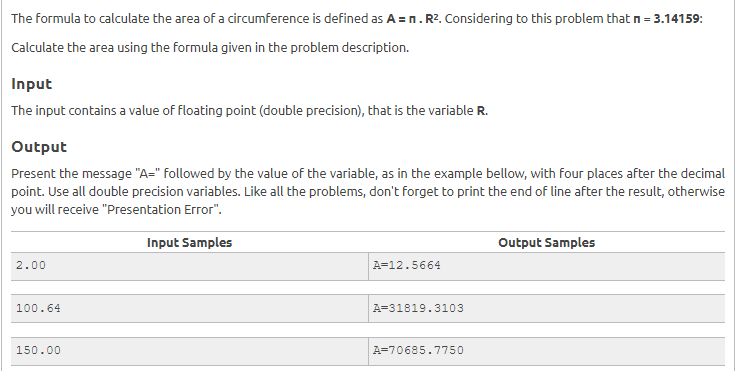 The formula to calculate the area of a circumference is defined as A = π . R². Considering to this problem that π = 3.14159:
Calculate the area using the formula given in the problem description.
Input
The input contains a value of floating point (double precision), that is the variable R.
Output
Present the message "A=" followed by the value of the variable, as in the example bellow, with four places after the decimal
point. Use all double precision variables. Like all the problems, don't forget to print the end of line after the result, otherwise
you will receive "Presentation Error".
Input Samples Output Samples
2.00 A=12.5664
100.64 A=31819.3103
150.00 A=70685.7750